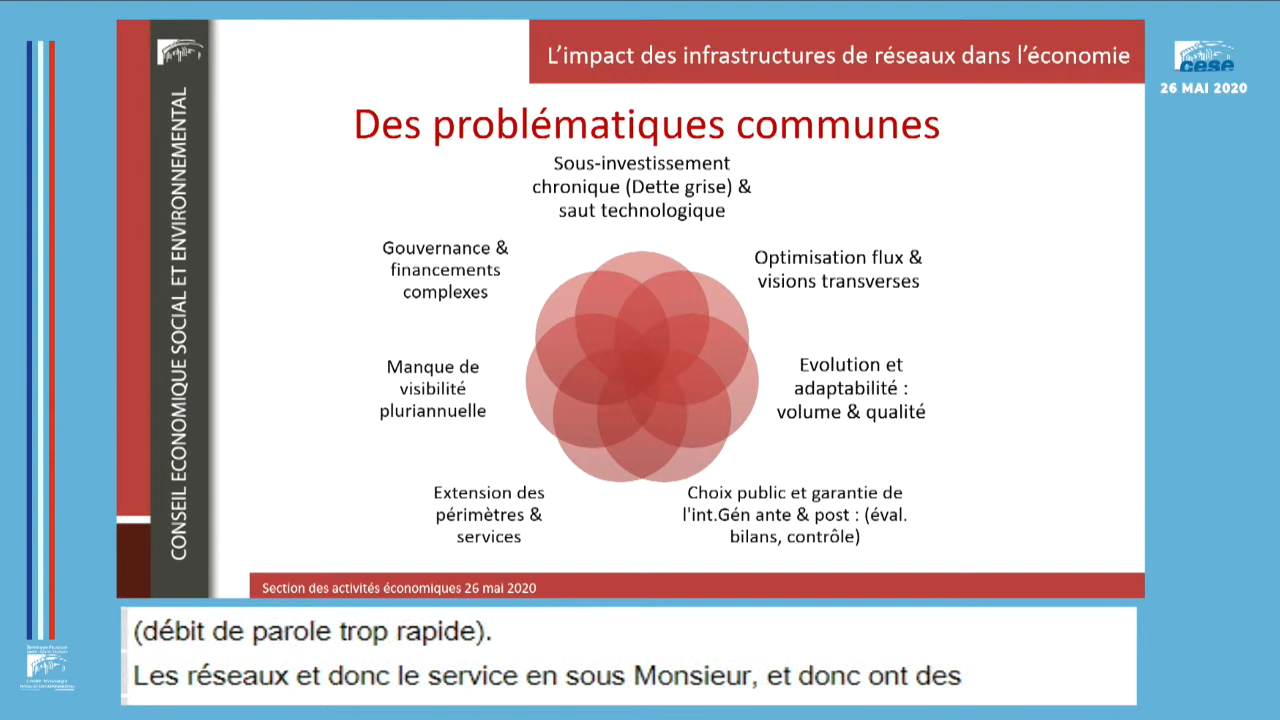 L'impact des infrastructures de réseaux dans l'économie
cese
26 MAI 2020
CONSEIL ECONOMIQUE SOCIAL ET ENVIRONNEMENTAL
Des problématiques communes
Sous-investissement
chronique (Dette grise) &
saut technologique
Gouvernance &
financements
complexes
Optimisation flux &
visions transverses
Manque de
visibilité
pluriannuelle
Evolution et
adaptabilité :
volume & qualité
Extension des
périmètres &
services
Choix public et garantie de
l'int.Gén ante & post : (éval.
bilans, contrôle)
Section des activités économiques 26 mai 2020
(débit de parole trop rapide).
Les réseaux et donc le service en sous Monsieur, et donc ont des